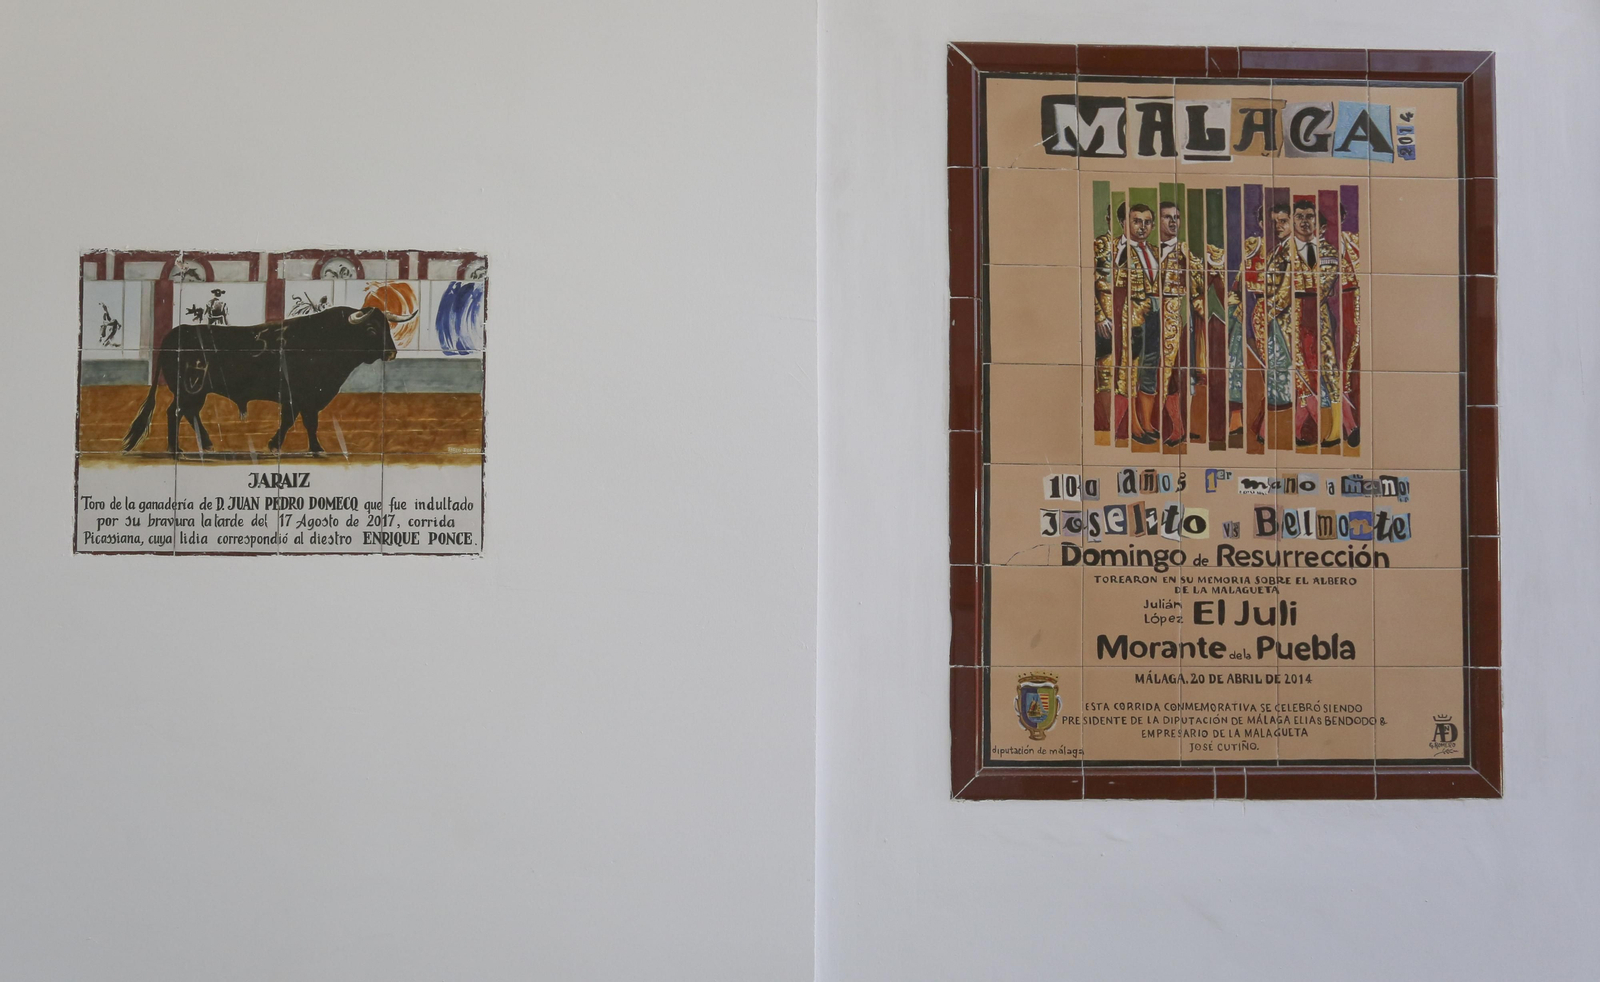 JARAIZ
Toro de la ganadería de D. JUAN PEDRO DOMECQ que fue indultado
por su bravura la tarde del 17 Agosto de 2017, corrida
Picassiana, cuya lidia correspondió al diestro ENRIQUE PONCE.
MÁLAGA 2014
100 años 1er mano a mano
Joselito vs Belmonte
Domingo de Resurrección
TOREARON EN SU MEMORIA SOBRE EL ALBERO
DE LA MALAGUETA
Julián López El Juli
Morante de la Puebla
MÁLAGA, 20 DE ABRIL DE 2014
ESTA CORRIDA CONMEMORATIVA SE CELEBRÓ SIENDO
PRESIDENTE DE LA DIPUTACIÓN DE MÁLAGA ELIAS BENDODO &
EMPRESARIO DE LA MALAGUETA
JOSÉ CUTIÑO.
diputación de málaga